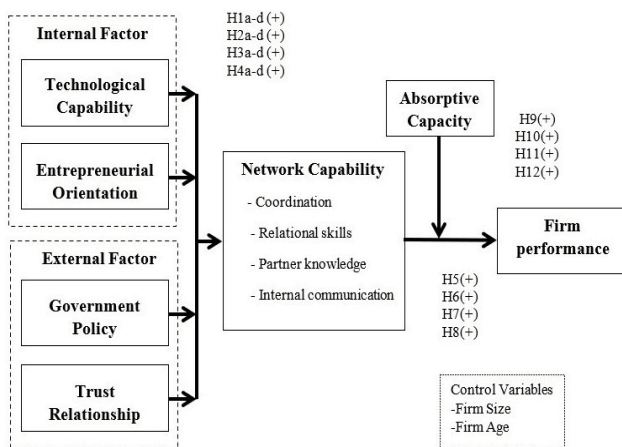 Internal Factor
Technological
Capability
Entrepreneurial
Orientation
External Factor
Government
Policy
Trust
Relationship
H1a-d (+)
H2a-d (+)
H3a-d (+)
H4a-d (+)
Network Capability
- Coordination
- Relational skills
- Partner knowledge
- Internal communication
Absorptive
Capacity
H9(+)
H10(+)
H11(+)
H12(+)
Firm
performance
H5(+)
H6(+)
H7(+)
H8(+)
Control Variables
-Firm Size
-Firm Age